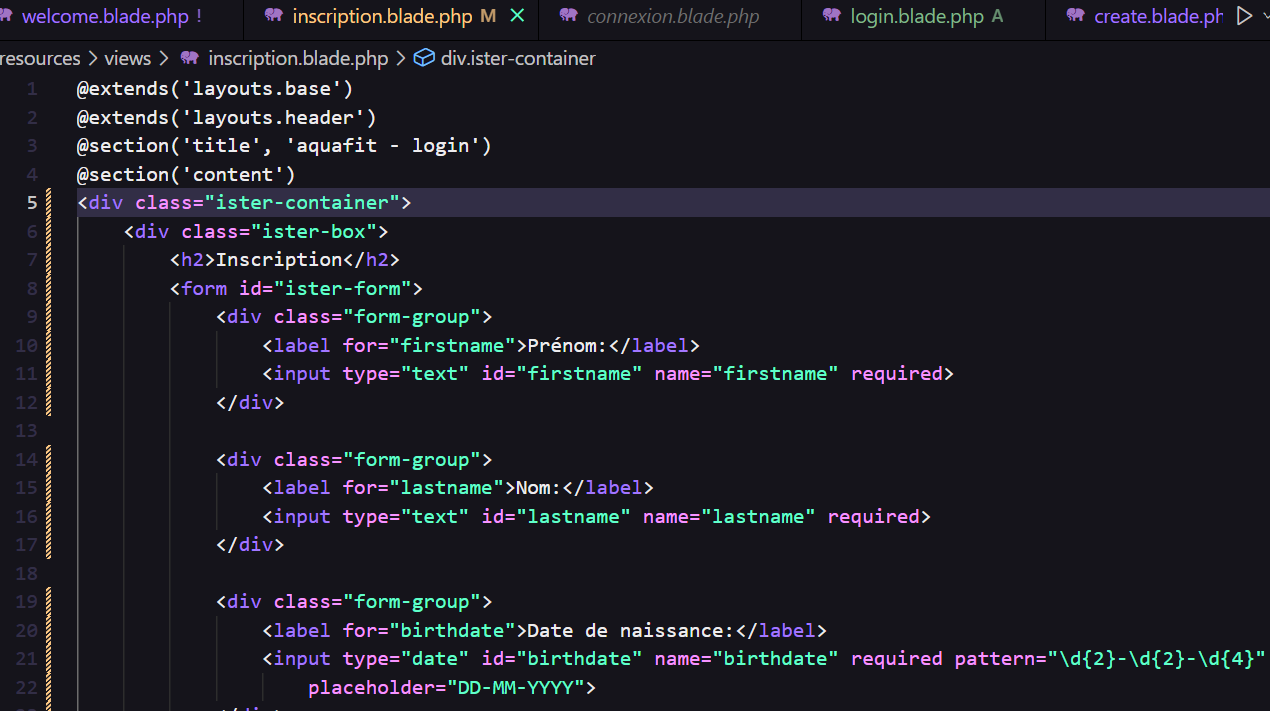 welcome.blade.php !
inscription.blade.php M
connexion.blade.php
login.blade.php A
create.blade.ph
resources > views > inscription.blade.php > div.ister-container
1 @extends('layouts.base')
2 @extends('layouts.header')
3 @section('title', 'aquafit - login')
4 @section('content')
5 <div class="ister-container">
6 <div class="ister-box">
7 <h2>Inscription</h2>
8 <form id="ister-form">
9 <div class="form-group">
10 <label for="firstname">Prénom:</label>
11 <input type="text" id="firstname" name="firstname" required>
12 </div>
13
14 <div class="form-group">
15 <label for="lastname">Nom:</label>
16 <input type="text" id="lastname" name="lastname" required>
17 </div>
18
19 <div class="form-group">
20 <label for="birthdate">Date de naissance:</label>
21 <input type="date" id="birthdate" name="birthdate" required pattern="\d{2}-\d{2}-\d{4}"
22 placeholder="DD-MM-YYYY">